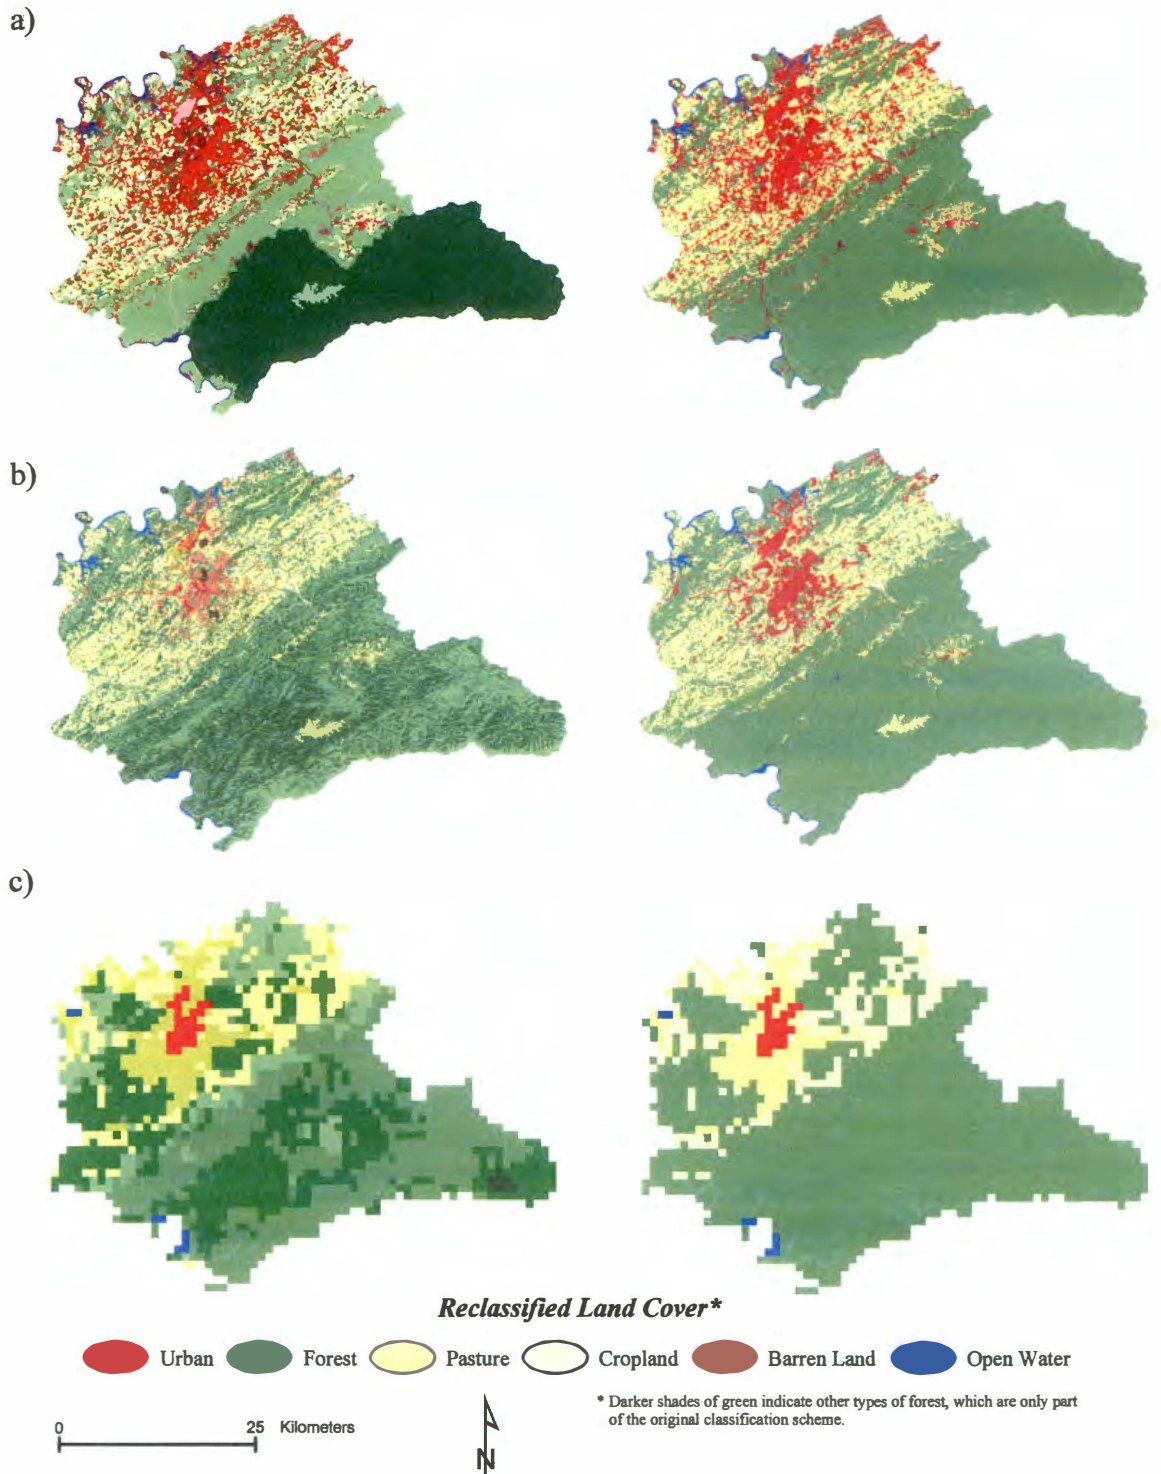 a)
b)
c)
Reclassified Land Cover*
Urban Forest Pasture Cropland Barren Land Open Water
* Darker shades of green indicate other types of forest, which are only part
of the original classification scheme.
0 25 Kilometers
N